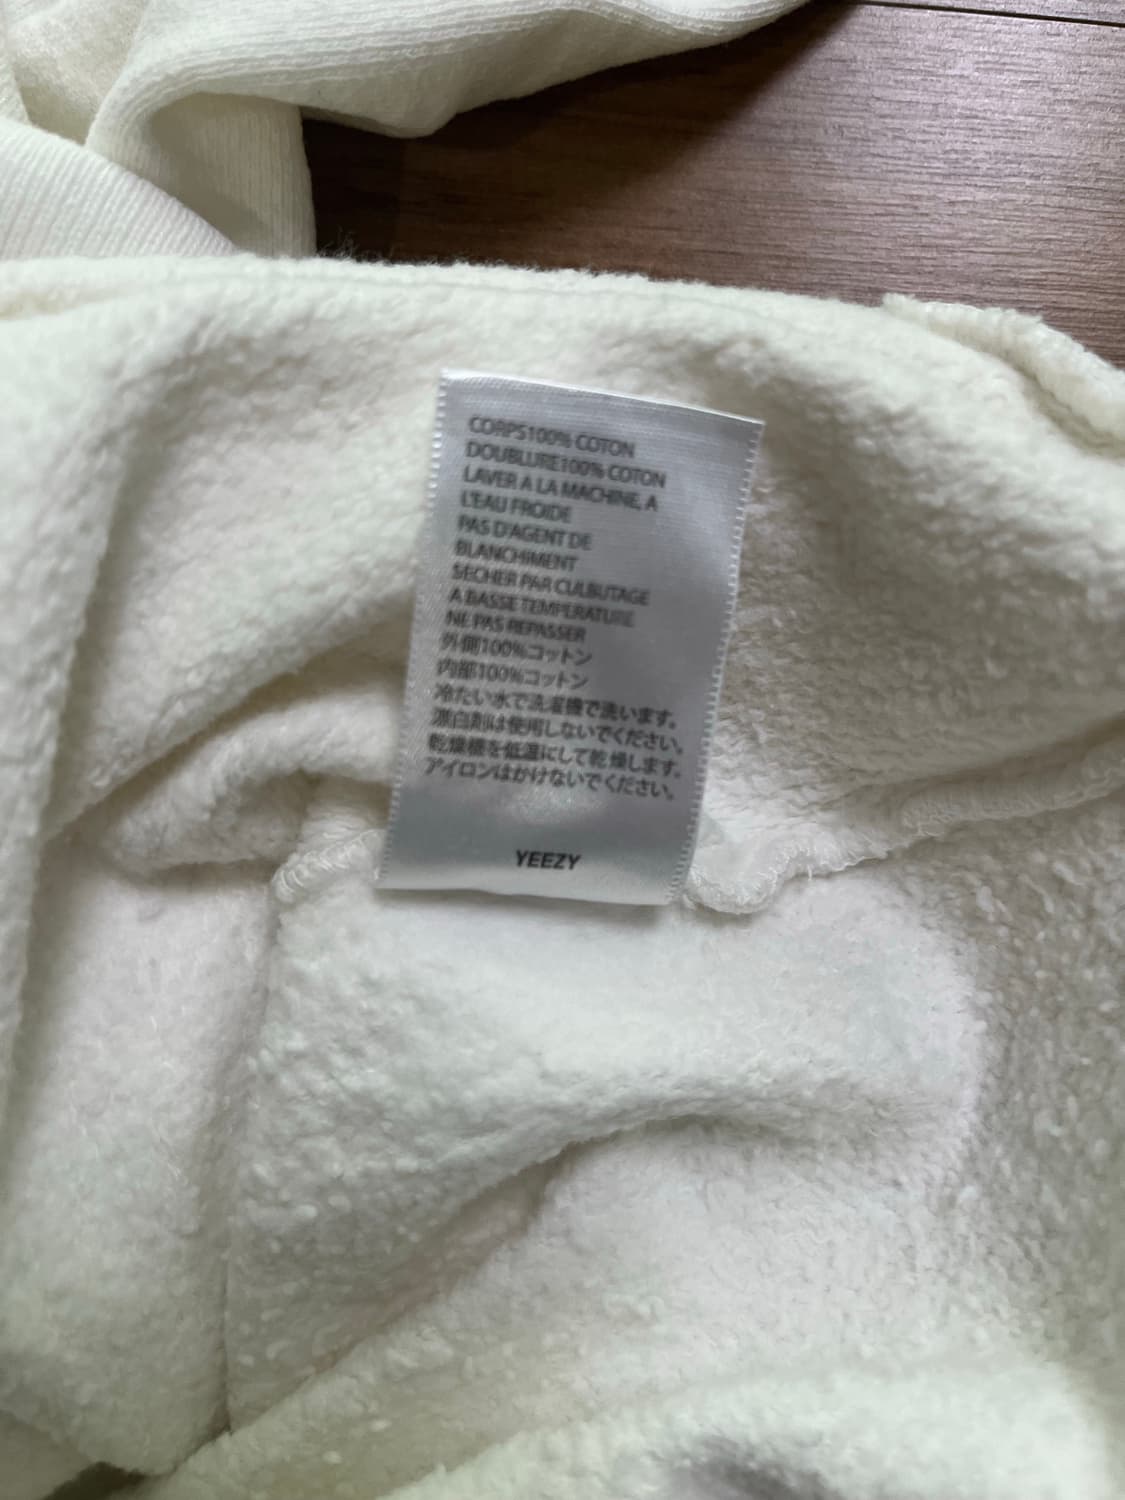 CORPS100% COTON
DOUBLURE100% COTON
LAVER A LA MACHINE, A
L'EAU FROIDE
PAS D'AGENT DE
BLANCHIMENT
SECHER PAR CULBUTAGE
A BASSE TEMPERATURE
NE PAS REPASSER
外側100%コットン
内部100%コットン
冷たい水で洗濯機で洗います。
漂白剤は使用しないでください。
乾燥機を低温にして乾燥します。
アイロンはかけないでください。
YEEZY